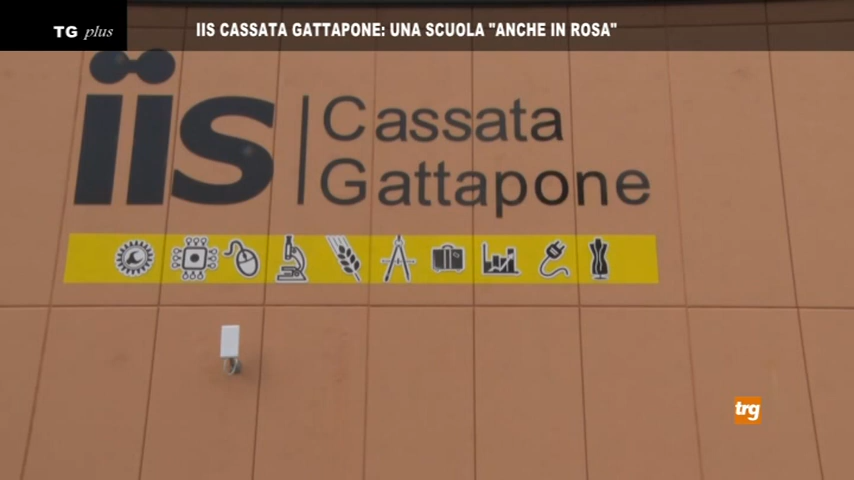 TG plus
IIS CASSATA GATTAPONE: UNA SCUOLA "ANCHE IN ROSA"
iis
Cassata
Gattapone
trg